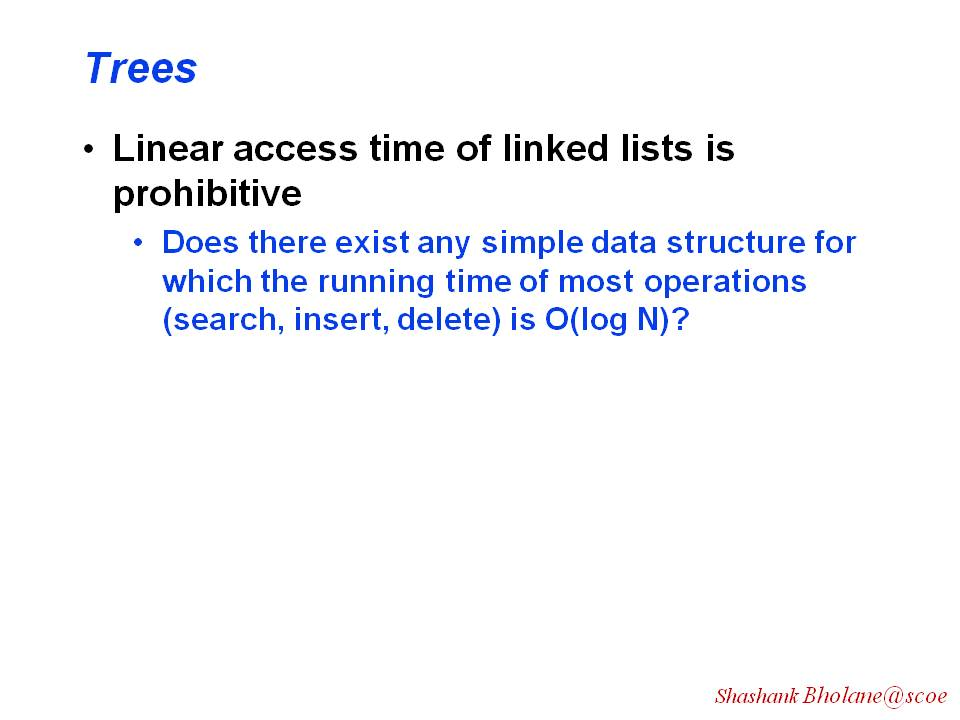 Trees
• Linear access time of linked lists is
prohibitive
• Does there exist any simple data structure for
which the running time of most operations
(search, insert, delete) is O(log N)?
Shashank Bholane@scoe